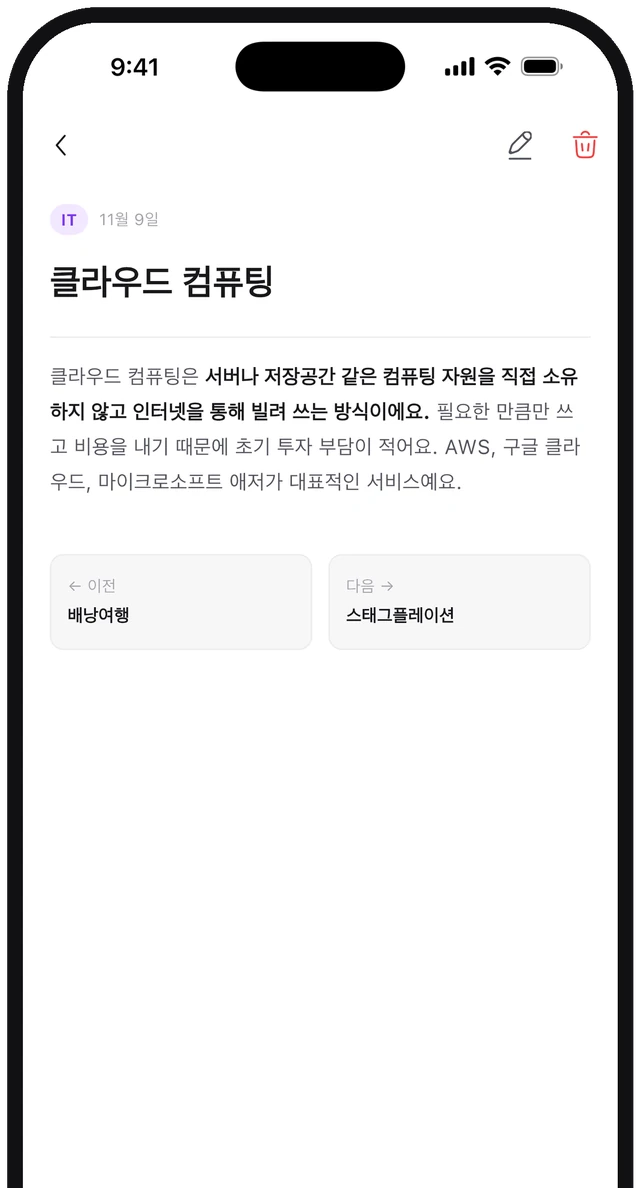 9:41
IT 11월 9일
클라우드 컴퓨팅
클라우드 컴퓨팅은 서버나 저장공간 같은 컴퓨팅 자원을 직접 소유
하지 않고 인터넷을 통해 빌려 쓰는 방식이에요. 필요한 만큼만 쓰
고 비용을 내기 때문에 초기 투자 부담이 적어요. AWS, 구글 클라
우드, 마이크로소프트 애저가 대표적인 서비스예요.
← 이전
배낭여행
다음 →
스태그플레이션